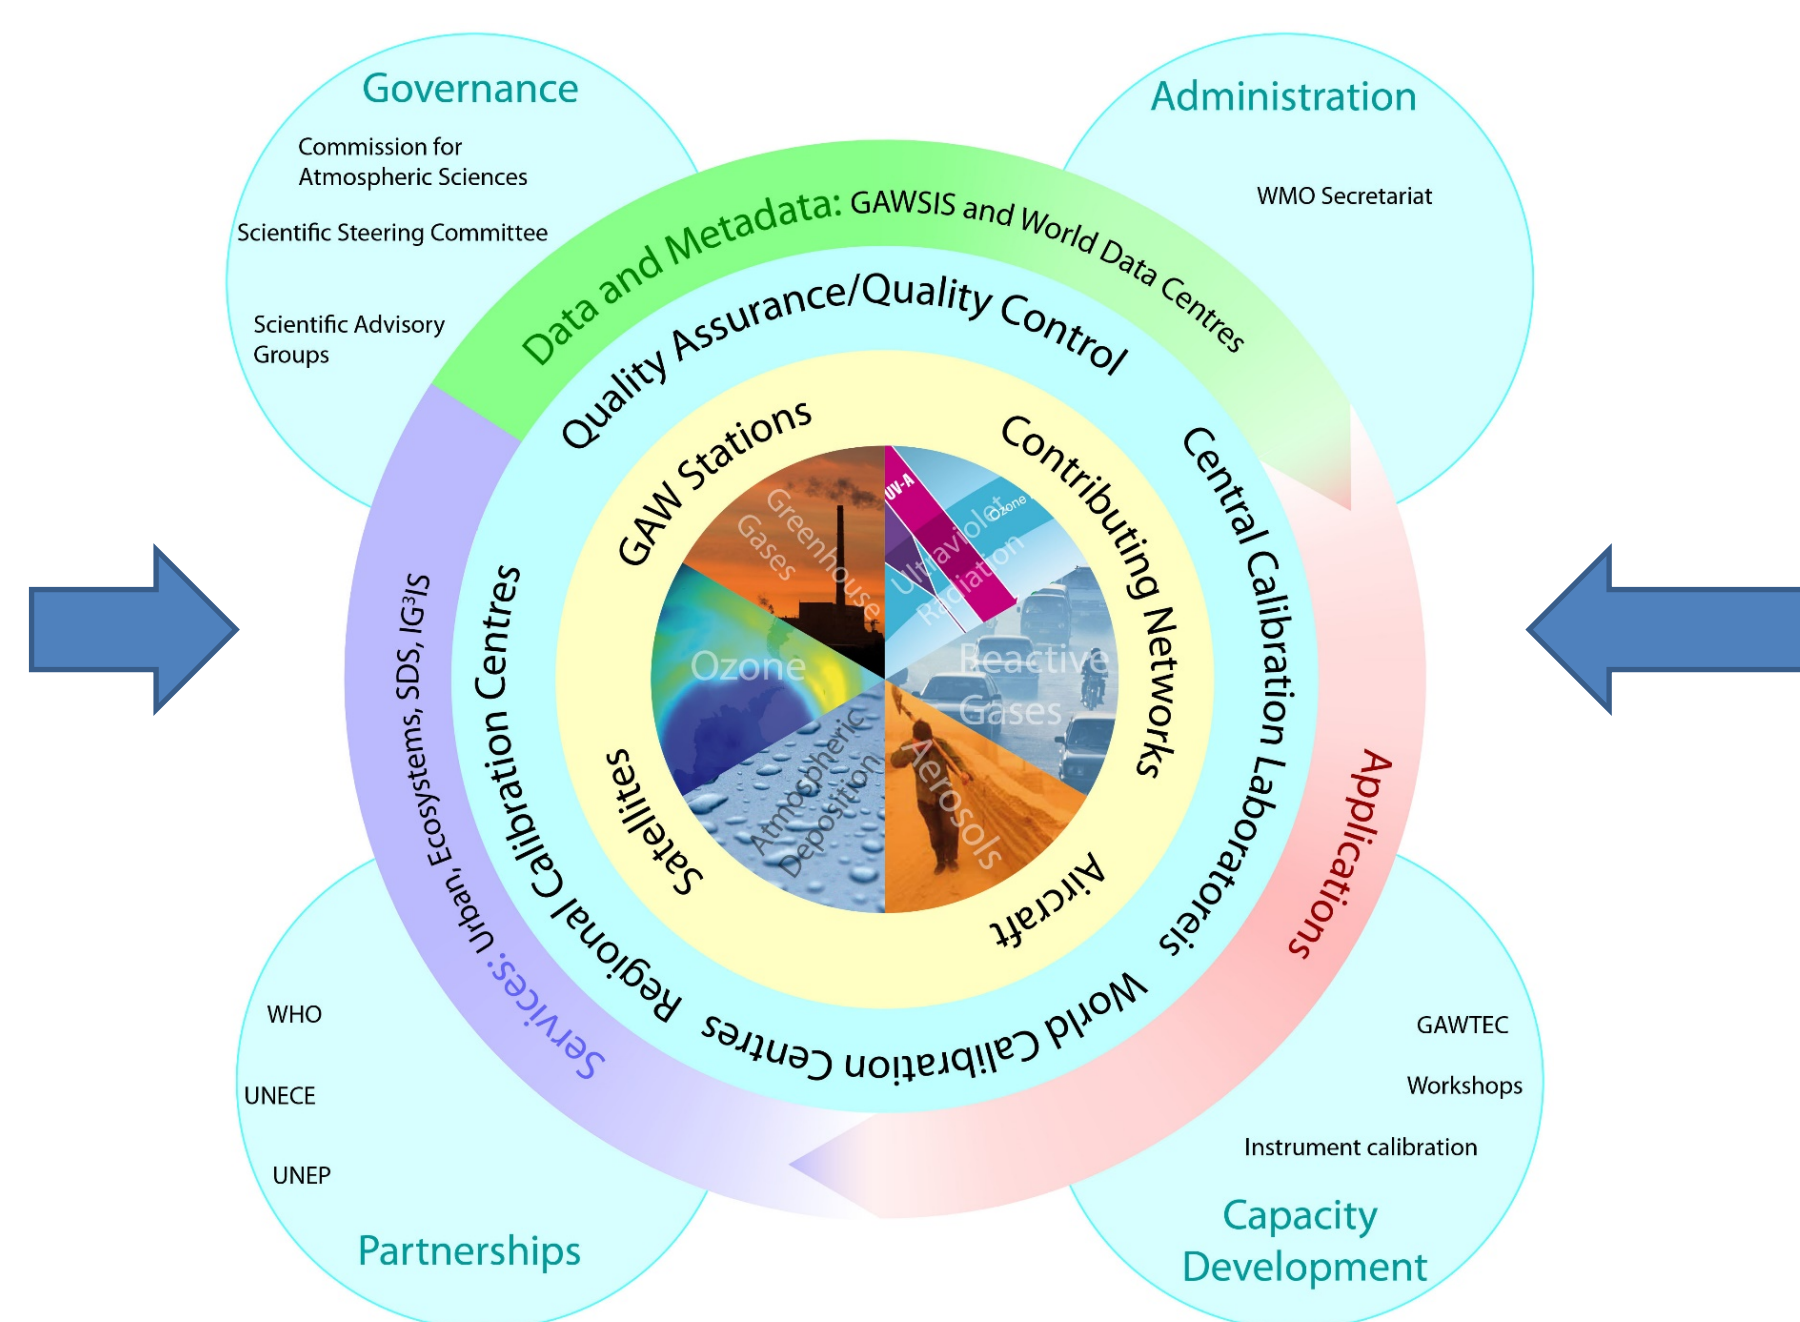 Governance
Commission for
Atmospheric Sciences
Scientific Steering Committee
Scientific Advisory
Groups
Administration
WMO Secretariat
Data and Metadata: GAWSIS and World Data Centres
Quality Assurance/Quality Control
GAW Stations
Contributing Networks
Central Calibration Laboratoreis
Greenhouse
Gases
UV-A
Ozone
Ultraviolet
Radiation
Ozone
Reactive
Gases
Atmospheric
Deposition
Aerosols
Satellites
Aircraft
Regional Calibration Centres
World Calibration Centres
Services: Urban, Ecosystems, SDS, IG³IS
Applications
WHO
UNECE
UNEP
Partnerships
GAWTEC
Workshops
Instrument calibration
Capacity
Development